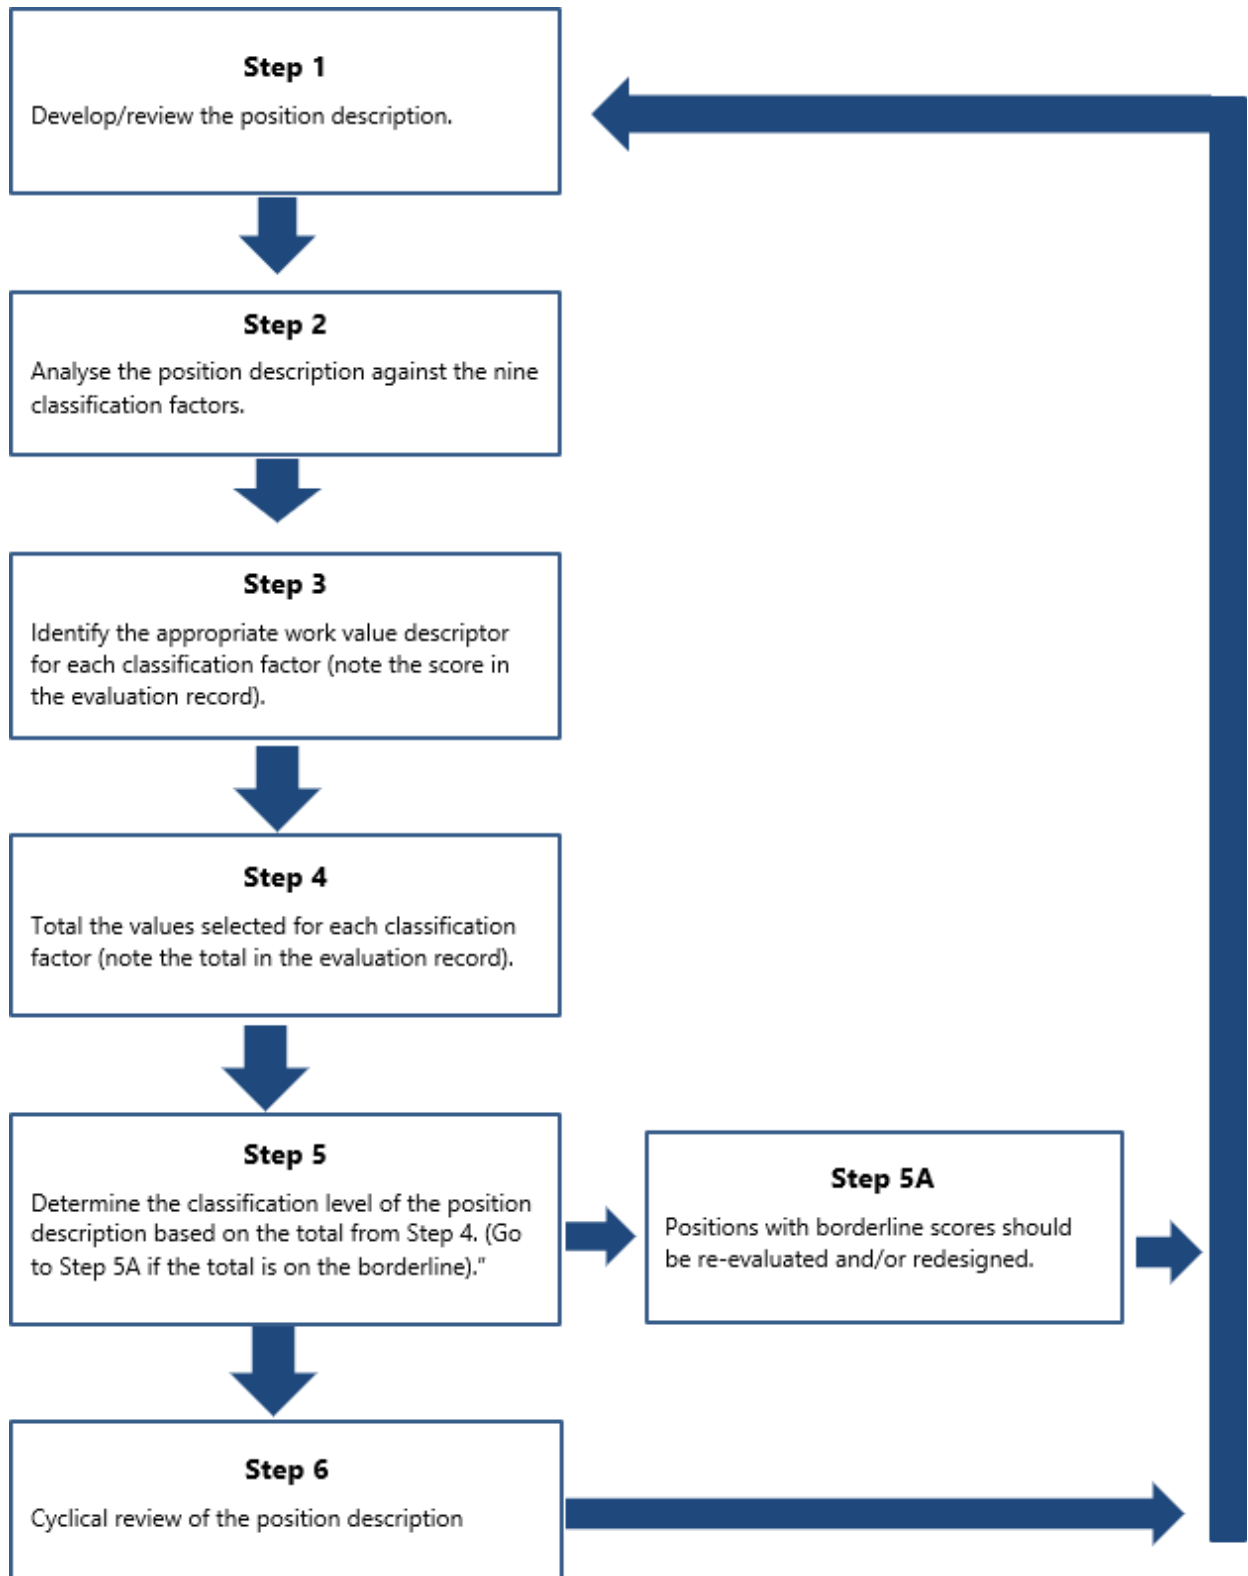 Step 1
Develop/review the position description.
Step 2
Analyse the position description against the nine
classification factors.
Step 3
Identify the appropriate work value descriptor
for each classification factor (note the score in
the evaluation record).
Step 4
Total the values selected for each classification
factor (note the total in the evaluation record).
Step 5
Determine the classification level of the position
description based on the total from Step 4. (Go
to Step 5A if the total is on the borderline).”
Step 5A
Positions with borderline scores should
be re-evaluated and/or redesigned.
Step 6
Cyclical review of the position description